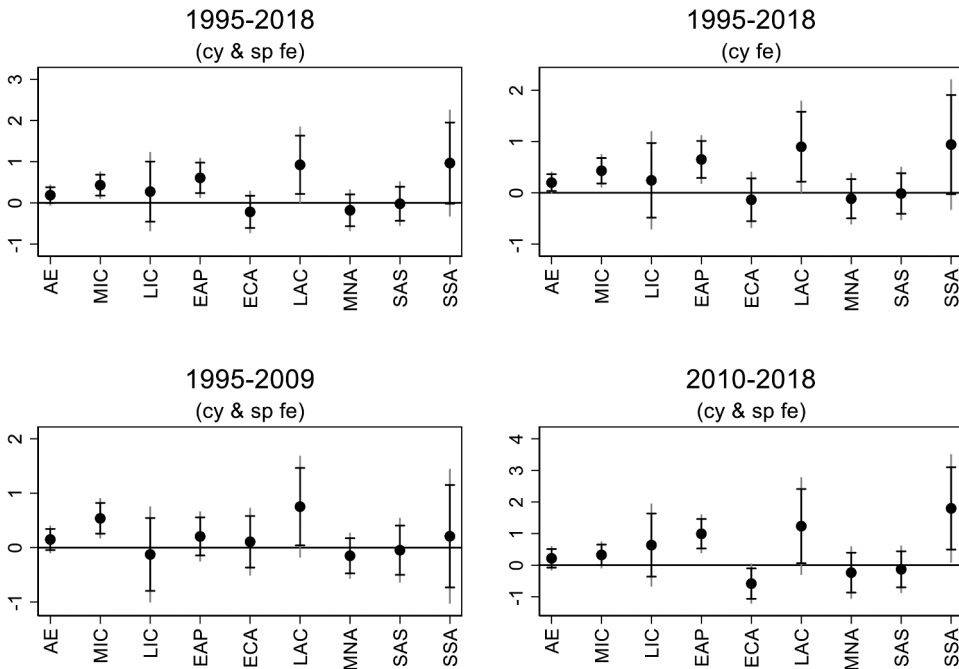 1995-2018
(cy & sp fe)
3
2
1
0
-1
AE MIC LIC EAP ECA LAC MNA SAS SSA
1995-2018
(cy fe)
2
1
0
-1
AE MIC LIC EAP ECA LAC MNA SAS SSA
1995-2009
(cy & sp fe)
2
1
0
-1
AE MIC LIC EAP ECA LAC MNA SAS SSA
2010-2018
(cy & sp fe)
4
3
2
1
0
-1
AE MIC LIC EAP ECA LAC MNA SAS SSA